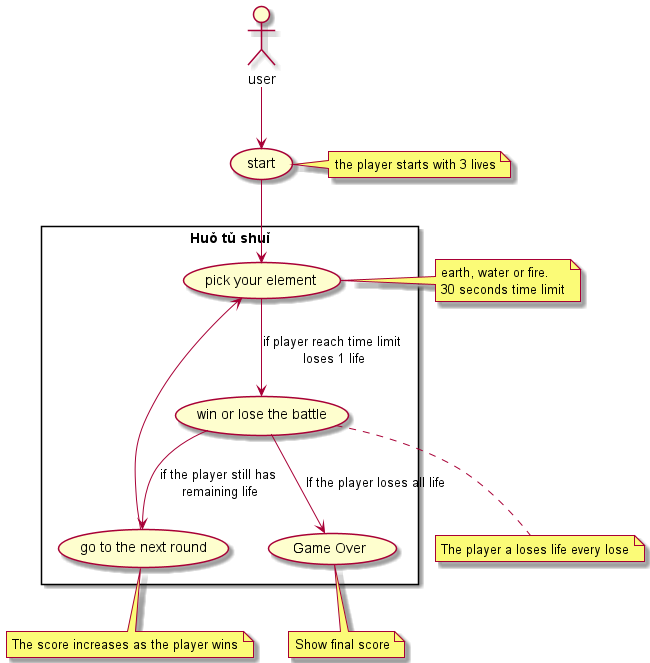 user
start
the player starts with 3 lives
Huǒ tǔ shuǐ
pick your element
earth, water or fire.
30 seconds time limit
if player reach time limit
loses 1 life
win or lose the battle
if the player still has
remaining life
If the player loses all life
go to the next round
Game Over
The player a loses life every lose
The score increases as the player wins
Show final score